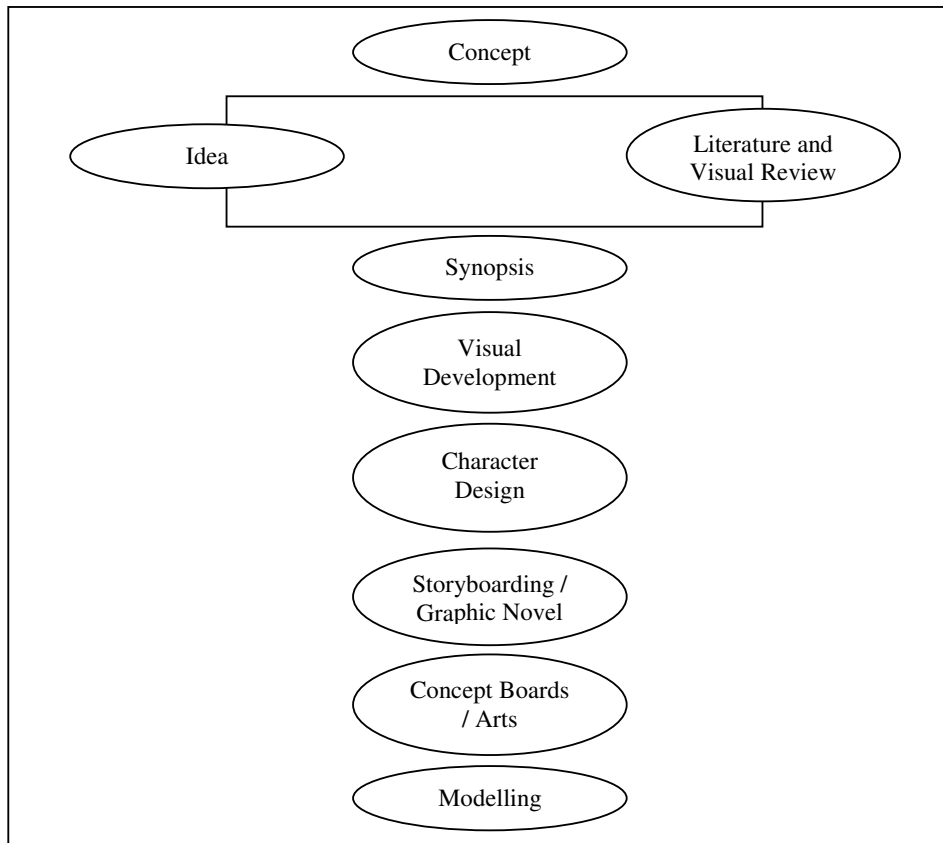 Concept
Idea
Literature and
Visual Review
Synopsis
Visual
Development
Character
Design
Storyboarding /
Graphic Novel
Concept Boards
/ Arts
Modelling